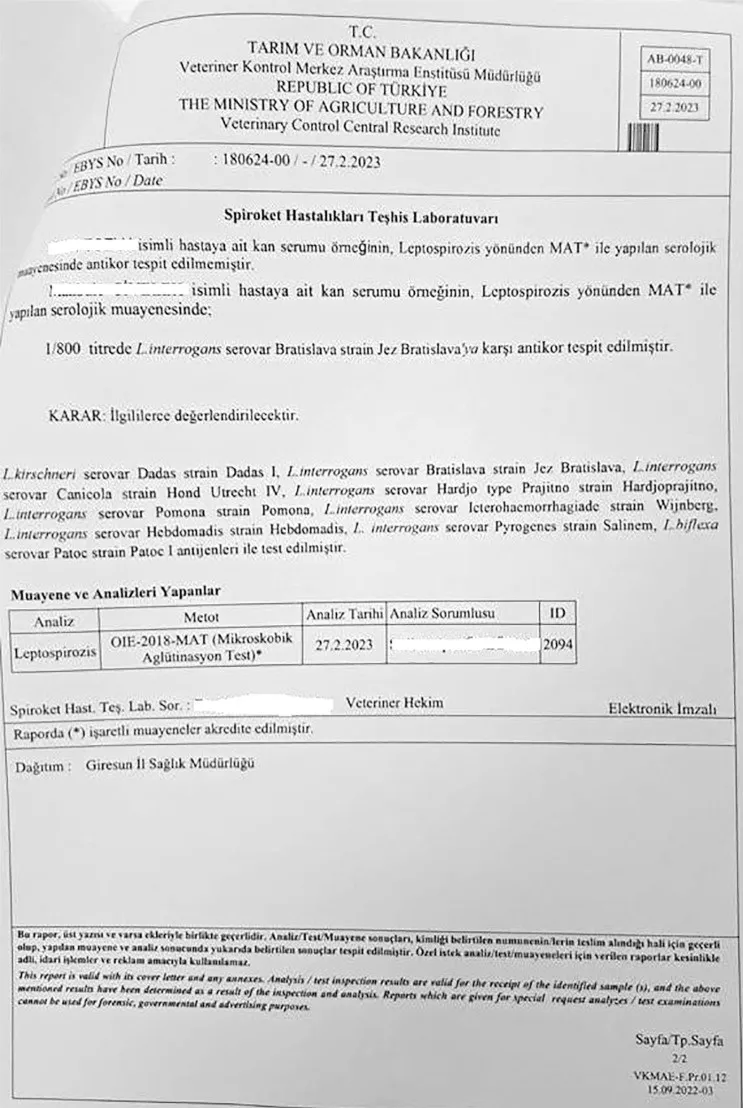 T.C.
TARIM VE ORMAN BAKANLIĞI
Veteriner Kontrol Merkez Araştırma Enstitüsü Müdürlüğü
REPUBLIC OF TÜRKİYE
THE MINISTRY OF AGRICULTURE AND FORESTRY
Veterinary Control Central Research Institute
AB-0048-T
180624-00
27.2.2023
EBYS No / Tarih : : 180624-00 / - / 27.2.2023
No / EBYS No / Date
Spiroket Hastalıkları Teşhis Laboratuvarı
isimli hastaya ait kan serumu örneğinin, Leptospirozis yönünden MAT* ile yapılan serolojik
muayenesinde antikor tespit edilmemiştir.
isimli hastaya ait kan serumu örneğinin, Leptospirozis yönünden MAT* ile
yapılan serolojik muayenesinde;
1/800 titrede L.interrogans serovar Bratislava strain Jez Bratislava'ya karşı antikor tespit edilmiştir.
KARAR: İlgililerce değerlendirilecektir.
L.kirschneri serovar Dadas strain Dadas I, L.interrogans serovar Bratislava strain Jez Bratislava, L.interrogans
serovar Canicola strain Hond Utrecht IV, L.interrogans serovar Hardjo type Prajitno strain Hardjoprajitno,
L.interrogans serovar Pomona strain Pomona, L.interrogans serovar Icterohaemorrhagiade strain Wijnberg,
L.interrogans serovar Hebdomadis strain Hebdomadis, L. interrogans serovar Pyrogenes strain Salinem, L.biflexa
serovar Patoc strain Patoc I antijenleri ile test edilmiştir.
Muayene ve Analizleri Yapanlar
Analiz Metot Analiz Tarihi Analiz Sorumlusu ID
Leptospirozis OIE-2018-MAT (Mikroskobik Aglütinasyon Test)* 27.2.2023 2094
Spiroket Hast. Teş. Lab. Sor. : Veteriner Hekim Elektronik İmzalı
Raporda (*) işaretli muayeneler akredite edilmiştir.
Dağıtım : Giresun İl Sağlık Müdürlüğü
Bu rapor, üst yazısı ve varsa ekleriyle birlikte geçerlidir. Analiz/Test/Muayene sonuçları, kimliği belirtilen numunenin/lerin teslim alındığı hali için geçerli
olup, yapılan muayene ve analiz sonucunda yukarıda belirtilen sonuçlar tespit edilmiştir. Özel istek analiz/test/muayeneleri için verilen raporlar kesinlikle
adli, idari işlemler ve reklam amacıyla kullanılamaz.
This report is valid with its cover letter and any annexes. Analysis / test inspection results are valid for the receipt of the identified sample (s), and the above
mentioned results have been determined as a result of the inspection and analysis. Reports which are given for special request analyzes / test examinations
cannot be used for forensic, governmental and advertising purposes.
Sayfa/Tp.Sayfa
2/2
VKMAE-F.Pr.01.12
15.09.2022-03